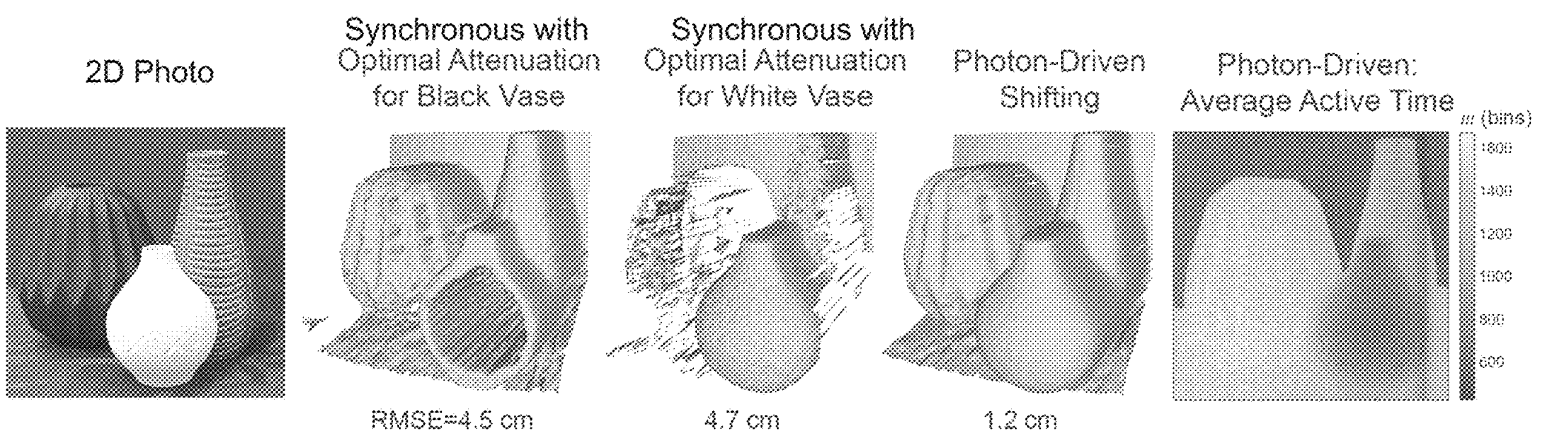 2D Photo
Synchronous with
Optimal Attenuation
for Black Vase
Synchronous with
Optimal Attenuation
for White Vase
Photon-Driven
Shifting
Photon-Driven:
Average Active Time
m (bins)
1600
1400
1200
1000
800
600
RMSE=4.5 cm
4.7 cm
1.2 cm